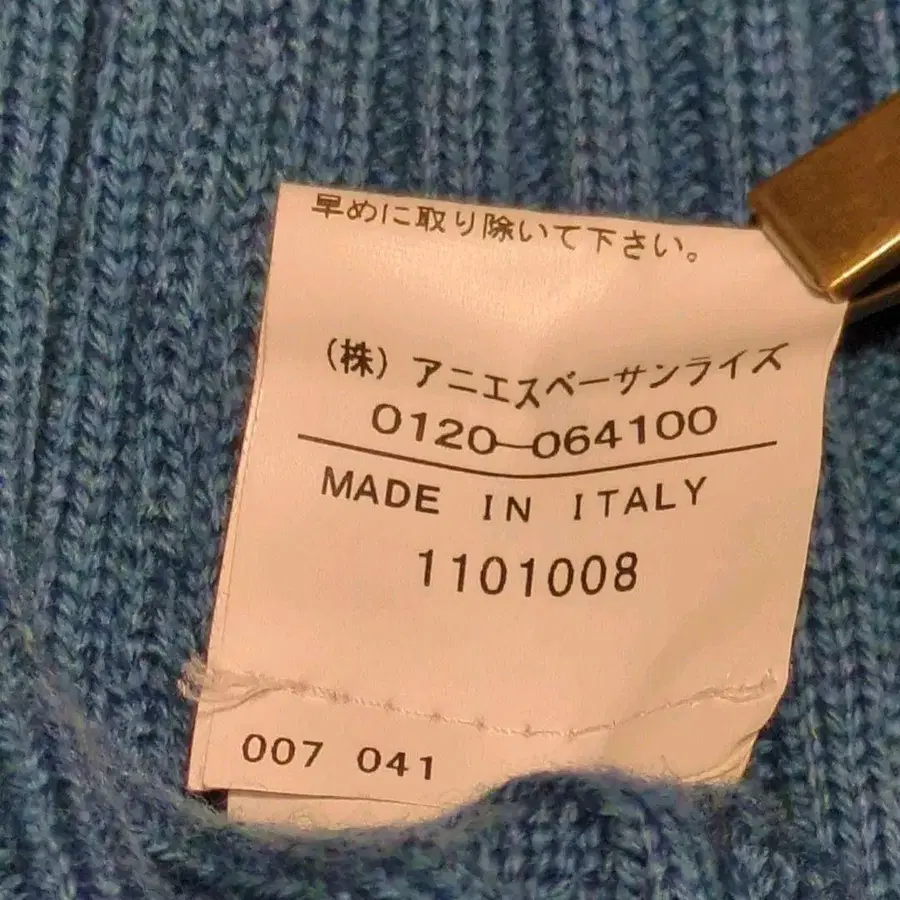 早めに取り除いて下さい。
(株) アニエスベーサンライズ
0120-064100
MADE IN ITALY
1101008
007 041